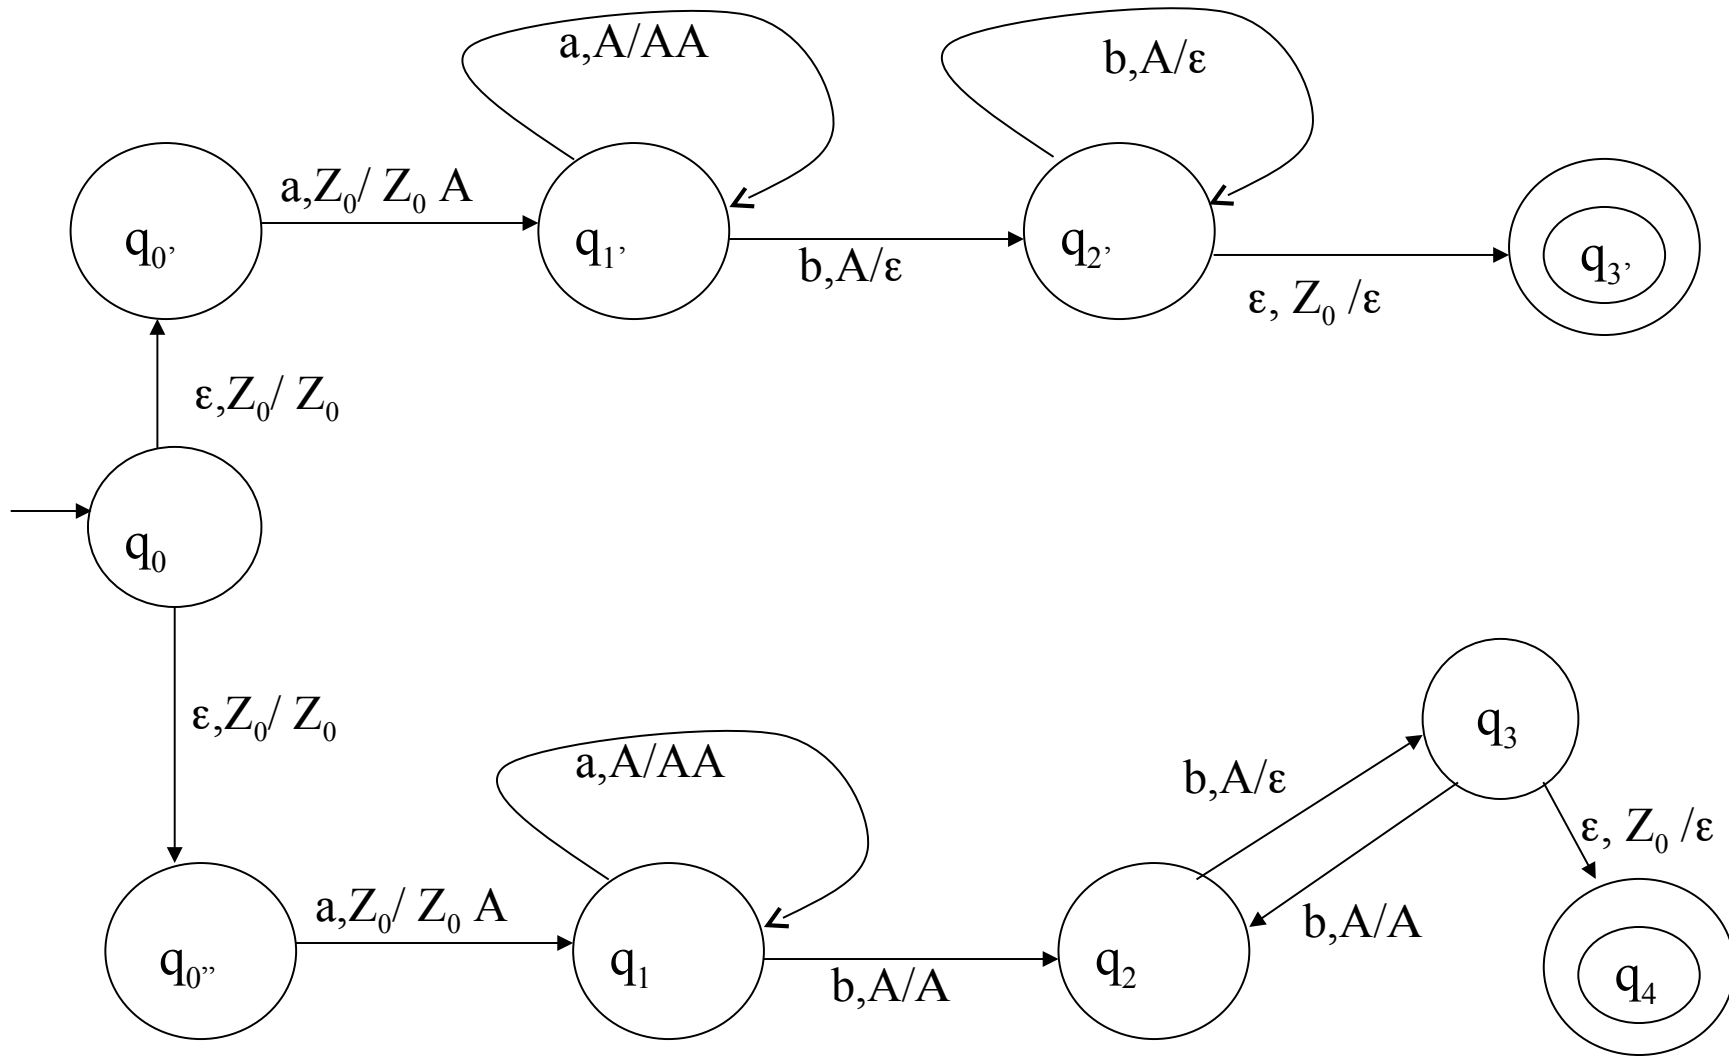 a,A/AA
b,A/ε
a,Z₀/ Z₀ A
q₀’
q₁’
b,A/ε
q₂’
ε, Z₀ /ε
q₃’
ε,Z₀/ Z₀
q₀
ε,Z₀/ Z₀
a,A/AA
q₃
b,A/ε
ε, Z₀ /ε
a,Z₀/ Z₀ A
b,A/A
q₀”
q₁
b,A/A
q₂
q₄